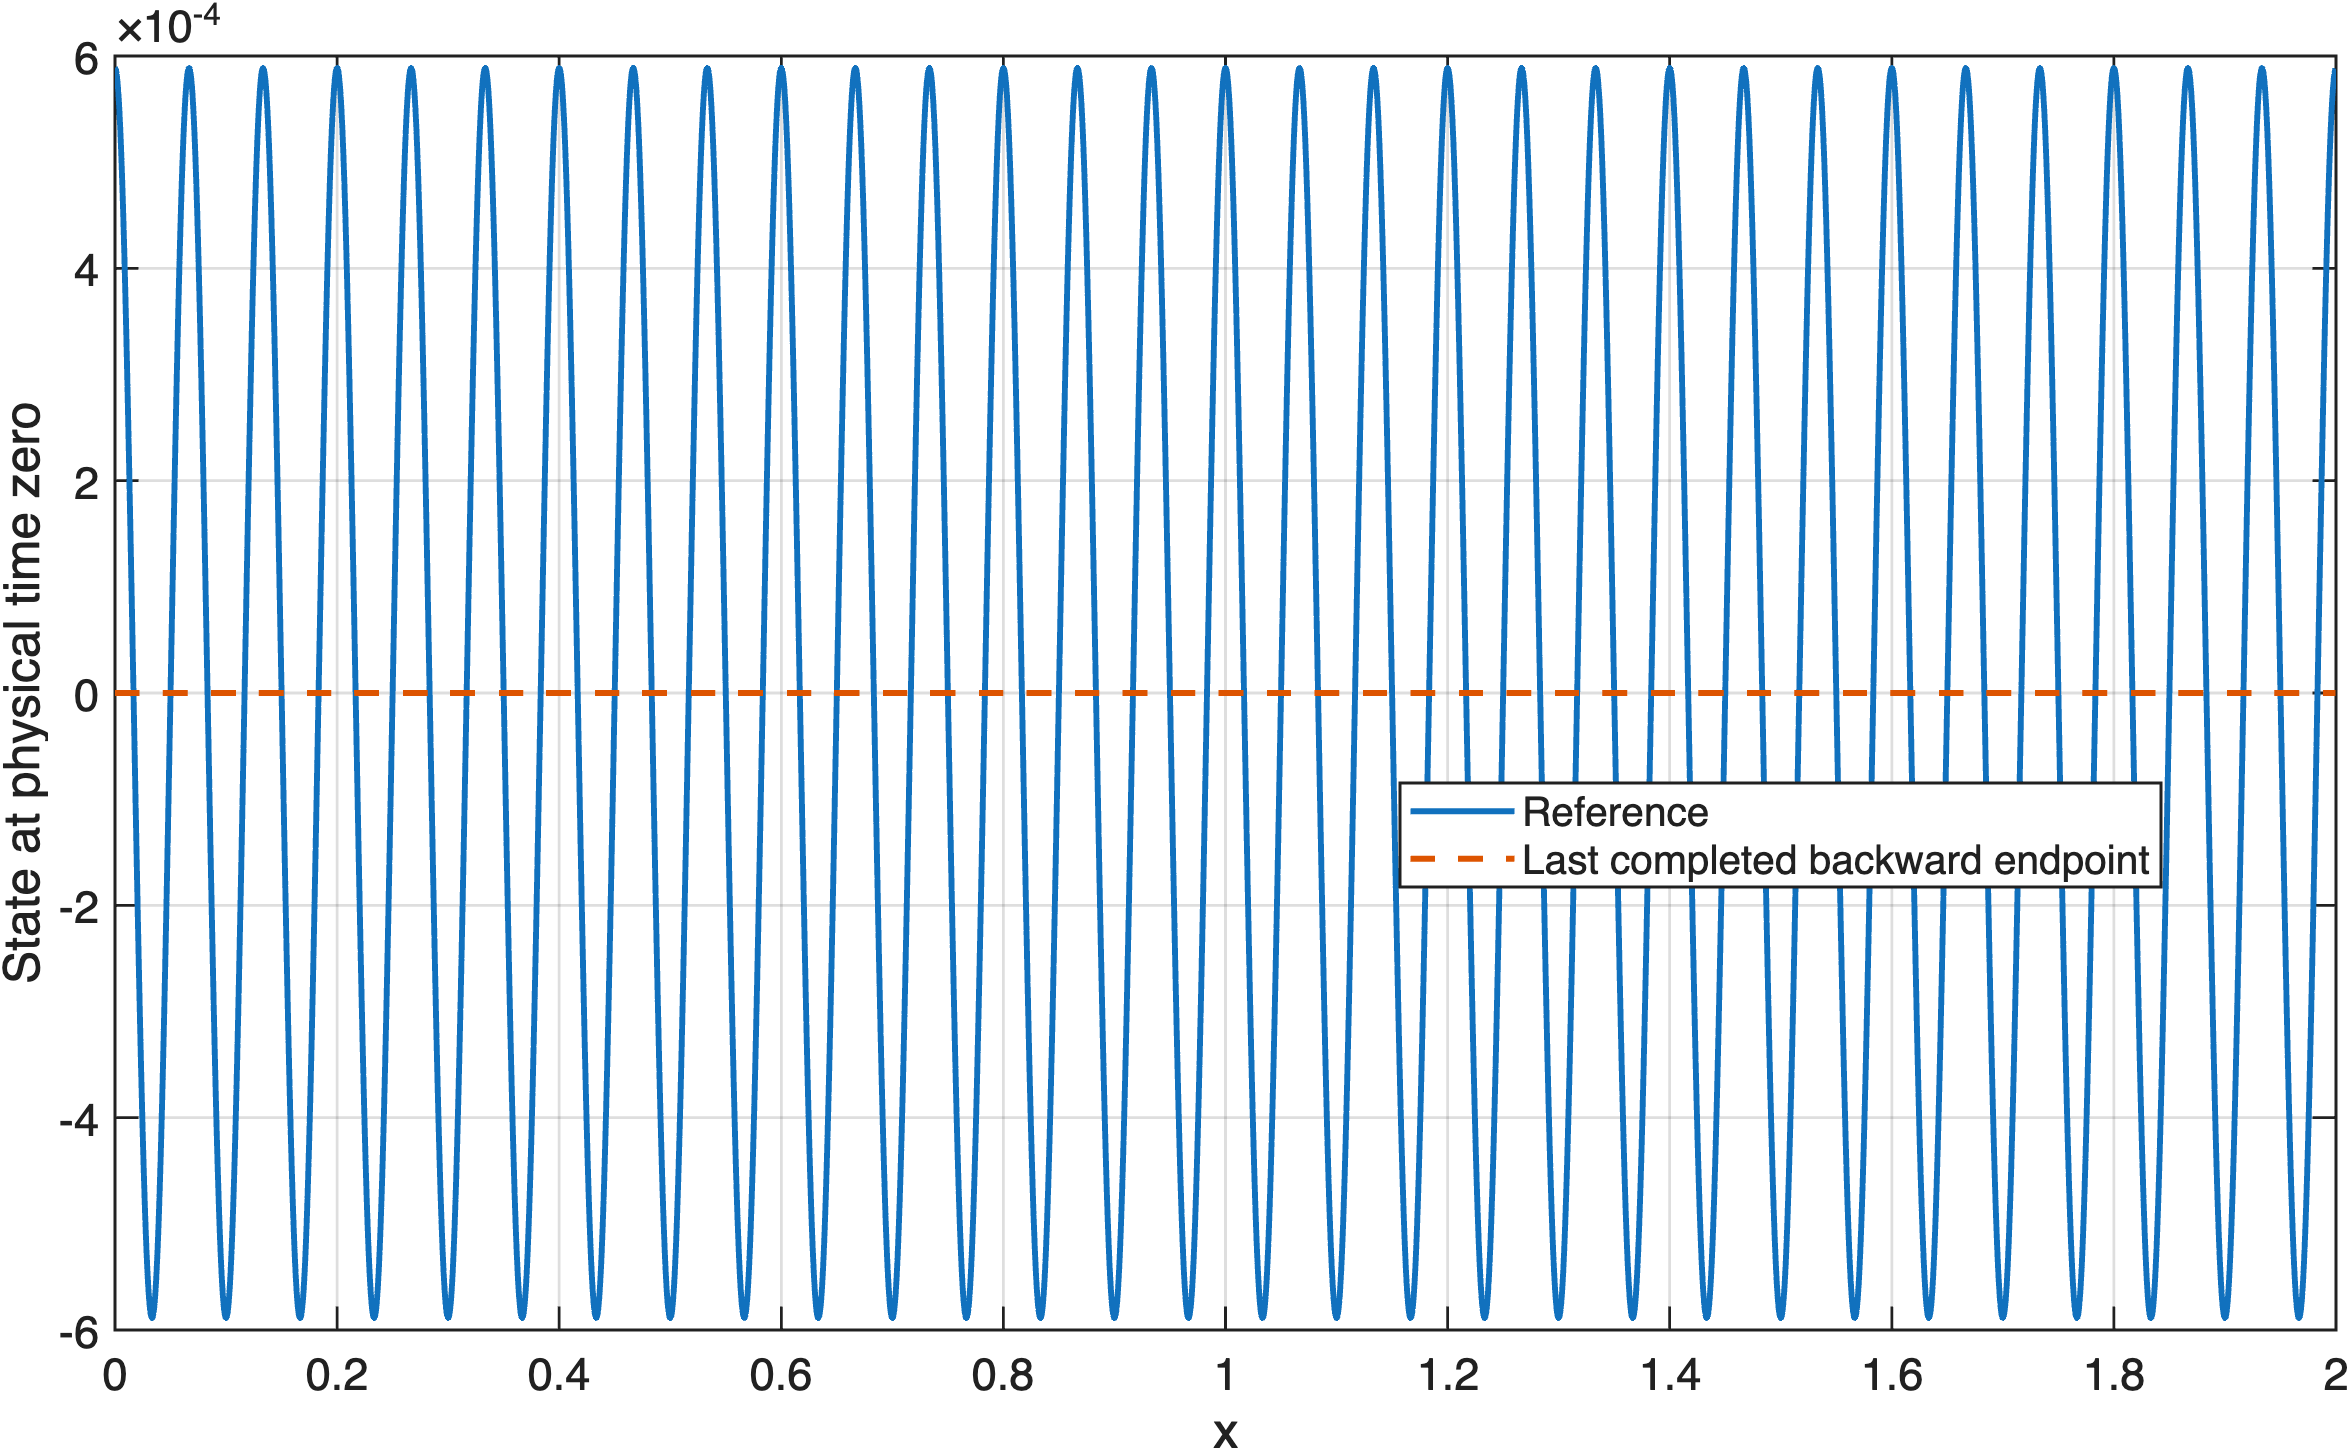 ×10-4
6
4
2
0
-2
-4
-6
State at physical time zero
Reference
Last completed backward endpoint
0 0.2 0.4 0.6 0.8 1 1.2 1.4 1.6 1.8 2
x